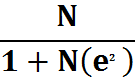 N
1 + N(e²)